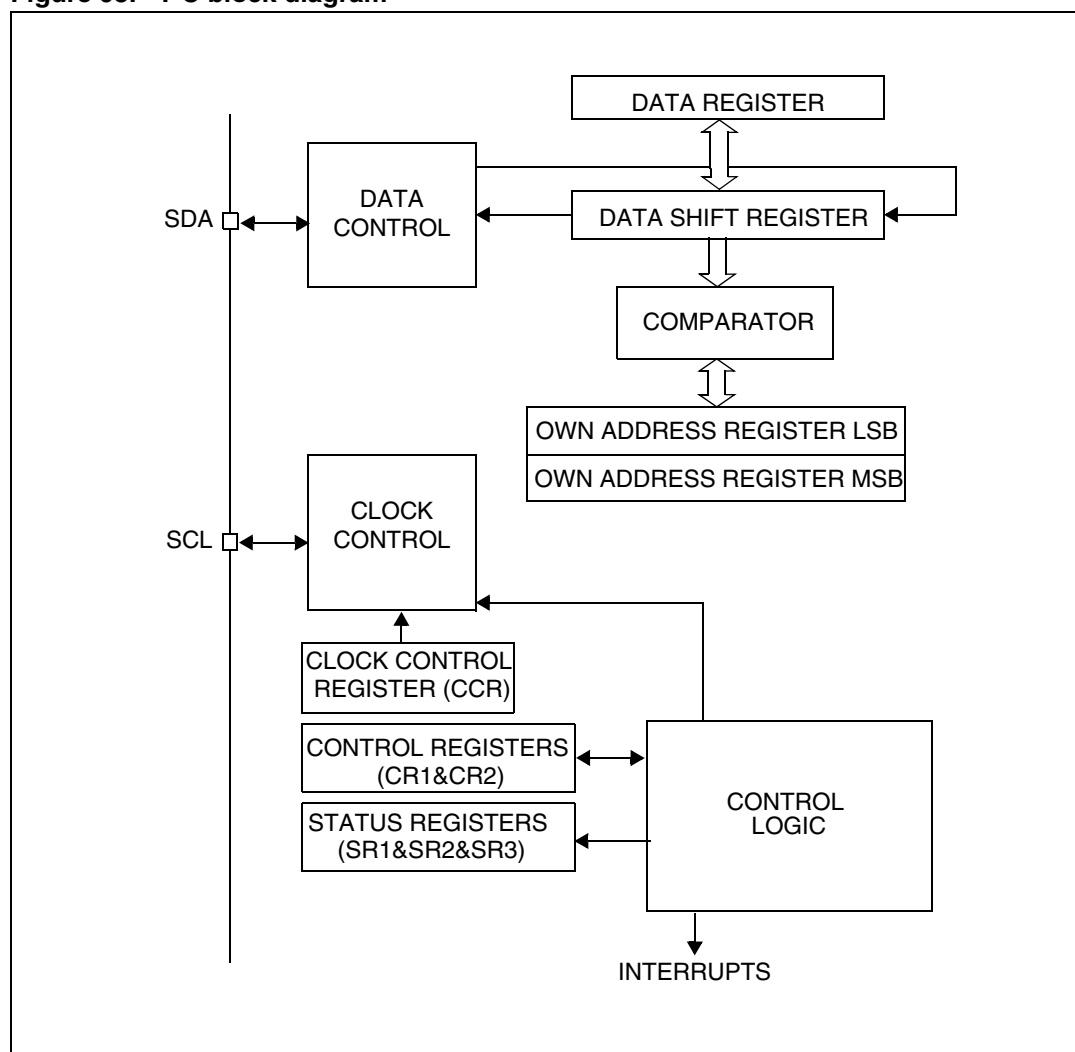 DATA REGISTER
DATA
CONTROL
SDA
DATA SHIFT REGISTER
COMPARATOR
OWN ADDRESS REGISTER LSB
OWN ADDRESS REGISTER MSB
CLOCK
CONTROL
SCL
CLOCK CONTROL
REGISTER (CCR)
CONTROL REGISTERS
(CR1&CR2)
STATUS REGISTERS
(SR1&SR2&SR3)
CONTROL
LOGIC
INTERRUPTS